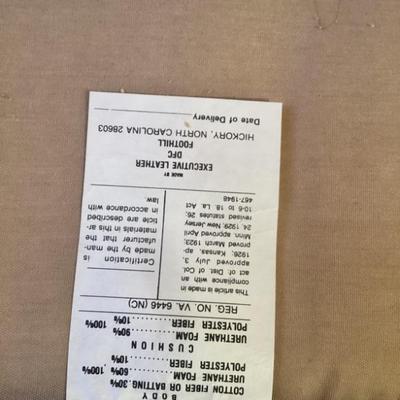 BODY
COTTON FIBER OR BATTING. 30%
URETHANE FOAM ........ 60% 100%
POLYESTER FIBER ........ 10%
CUSHION
URETHANE FOAM ........ 90% 100%
POLYESTER FIBER ........ 10%
REG. NO. VA. 6446 (NC)
This article is made in
an compliance with
act of. Dist of Col.
approved July 3,
1926, Kansas, ap-
proved March 1923,
Minn. approved April
24, 1929, New Jersey
revised statutes 26,
10-6 to 18. La. Act
467-1948
Certification is
made by the man-
ufacturer that the
materials in this ar-
ticle are described
in accordance with
law.
MADE BY
EXECUTIVE LEATHER
DFC
FOOTHILL
HICKORY, NORTH CAROLINA 28603
Date of Delivery